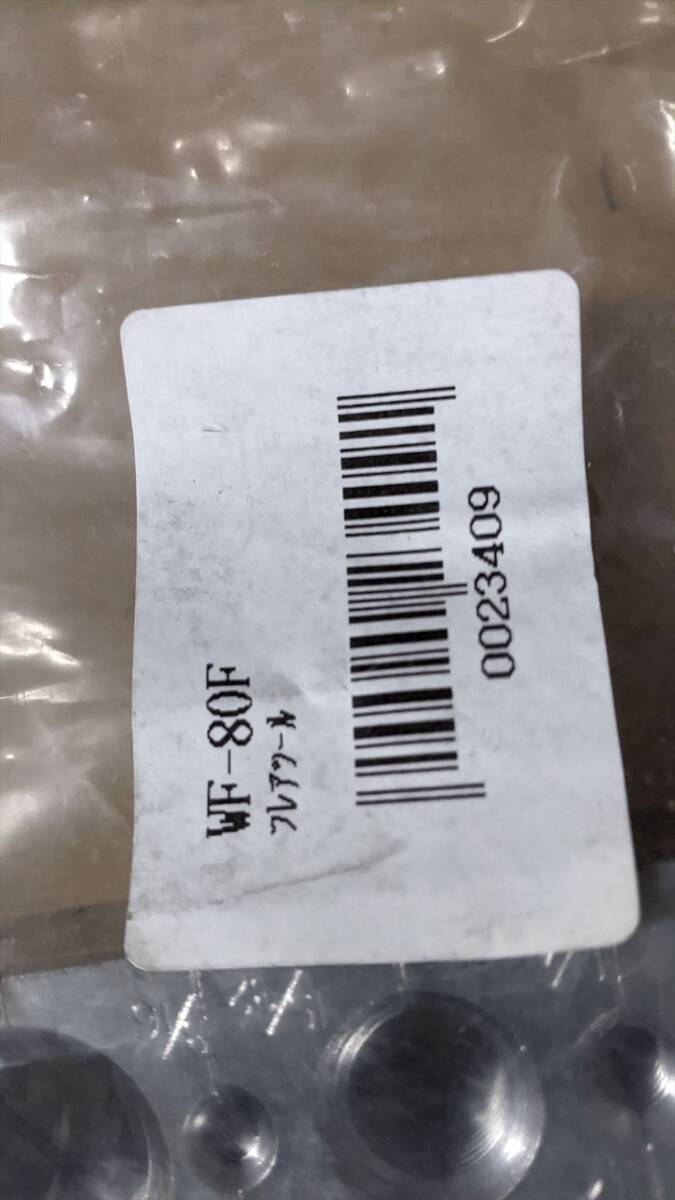 WF-80F
ﾌﾚｱﾂｰﾙ
0023409